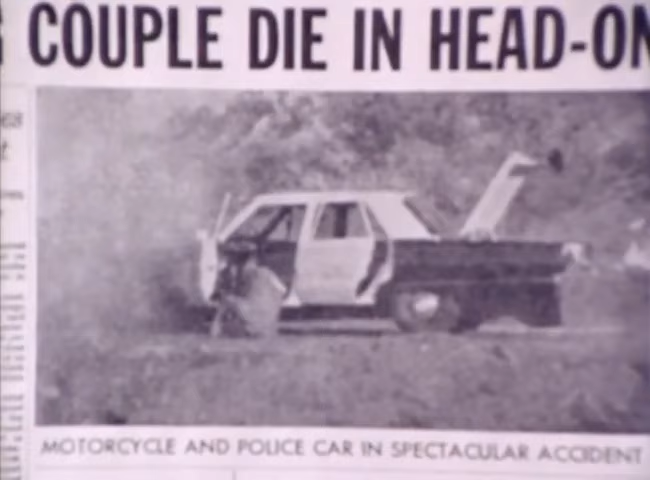 COUPLE DIE IN HEAD-ON
MOTORCYCLE AND POLICE CAR IN SPECTACULAR ACCIDENT